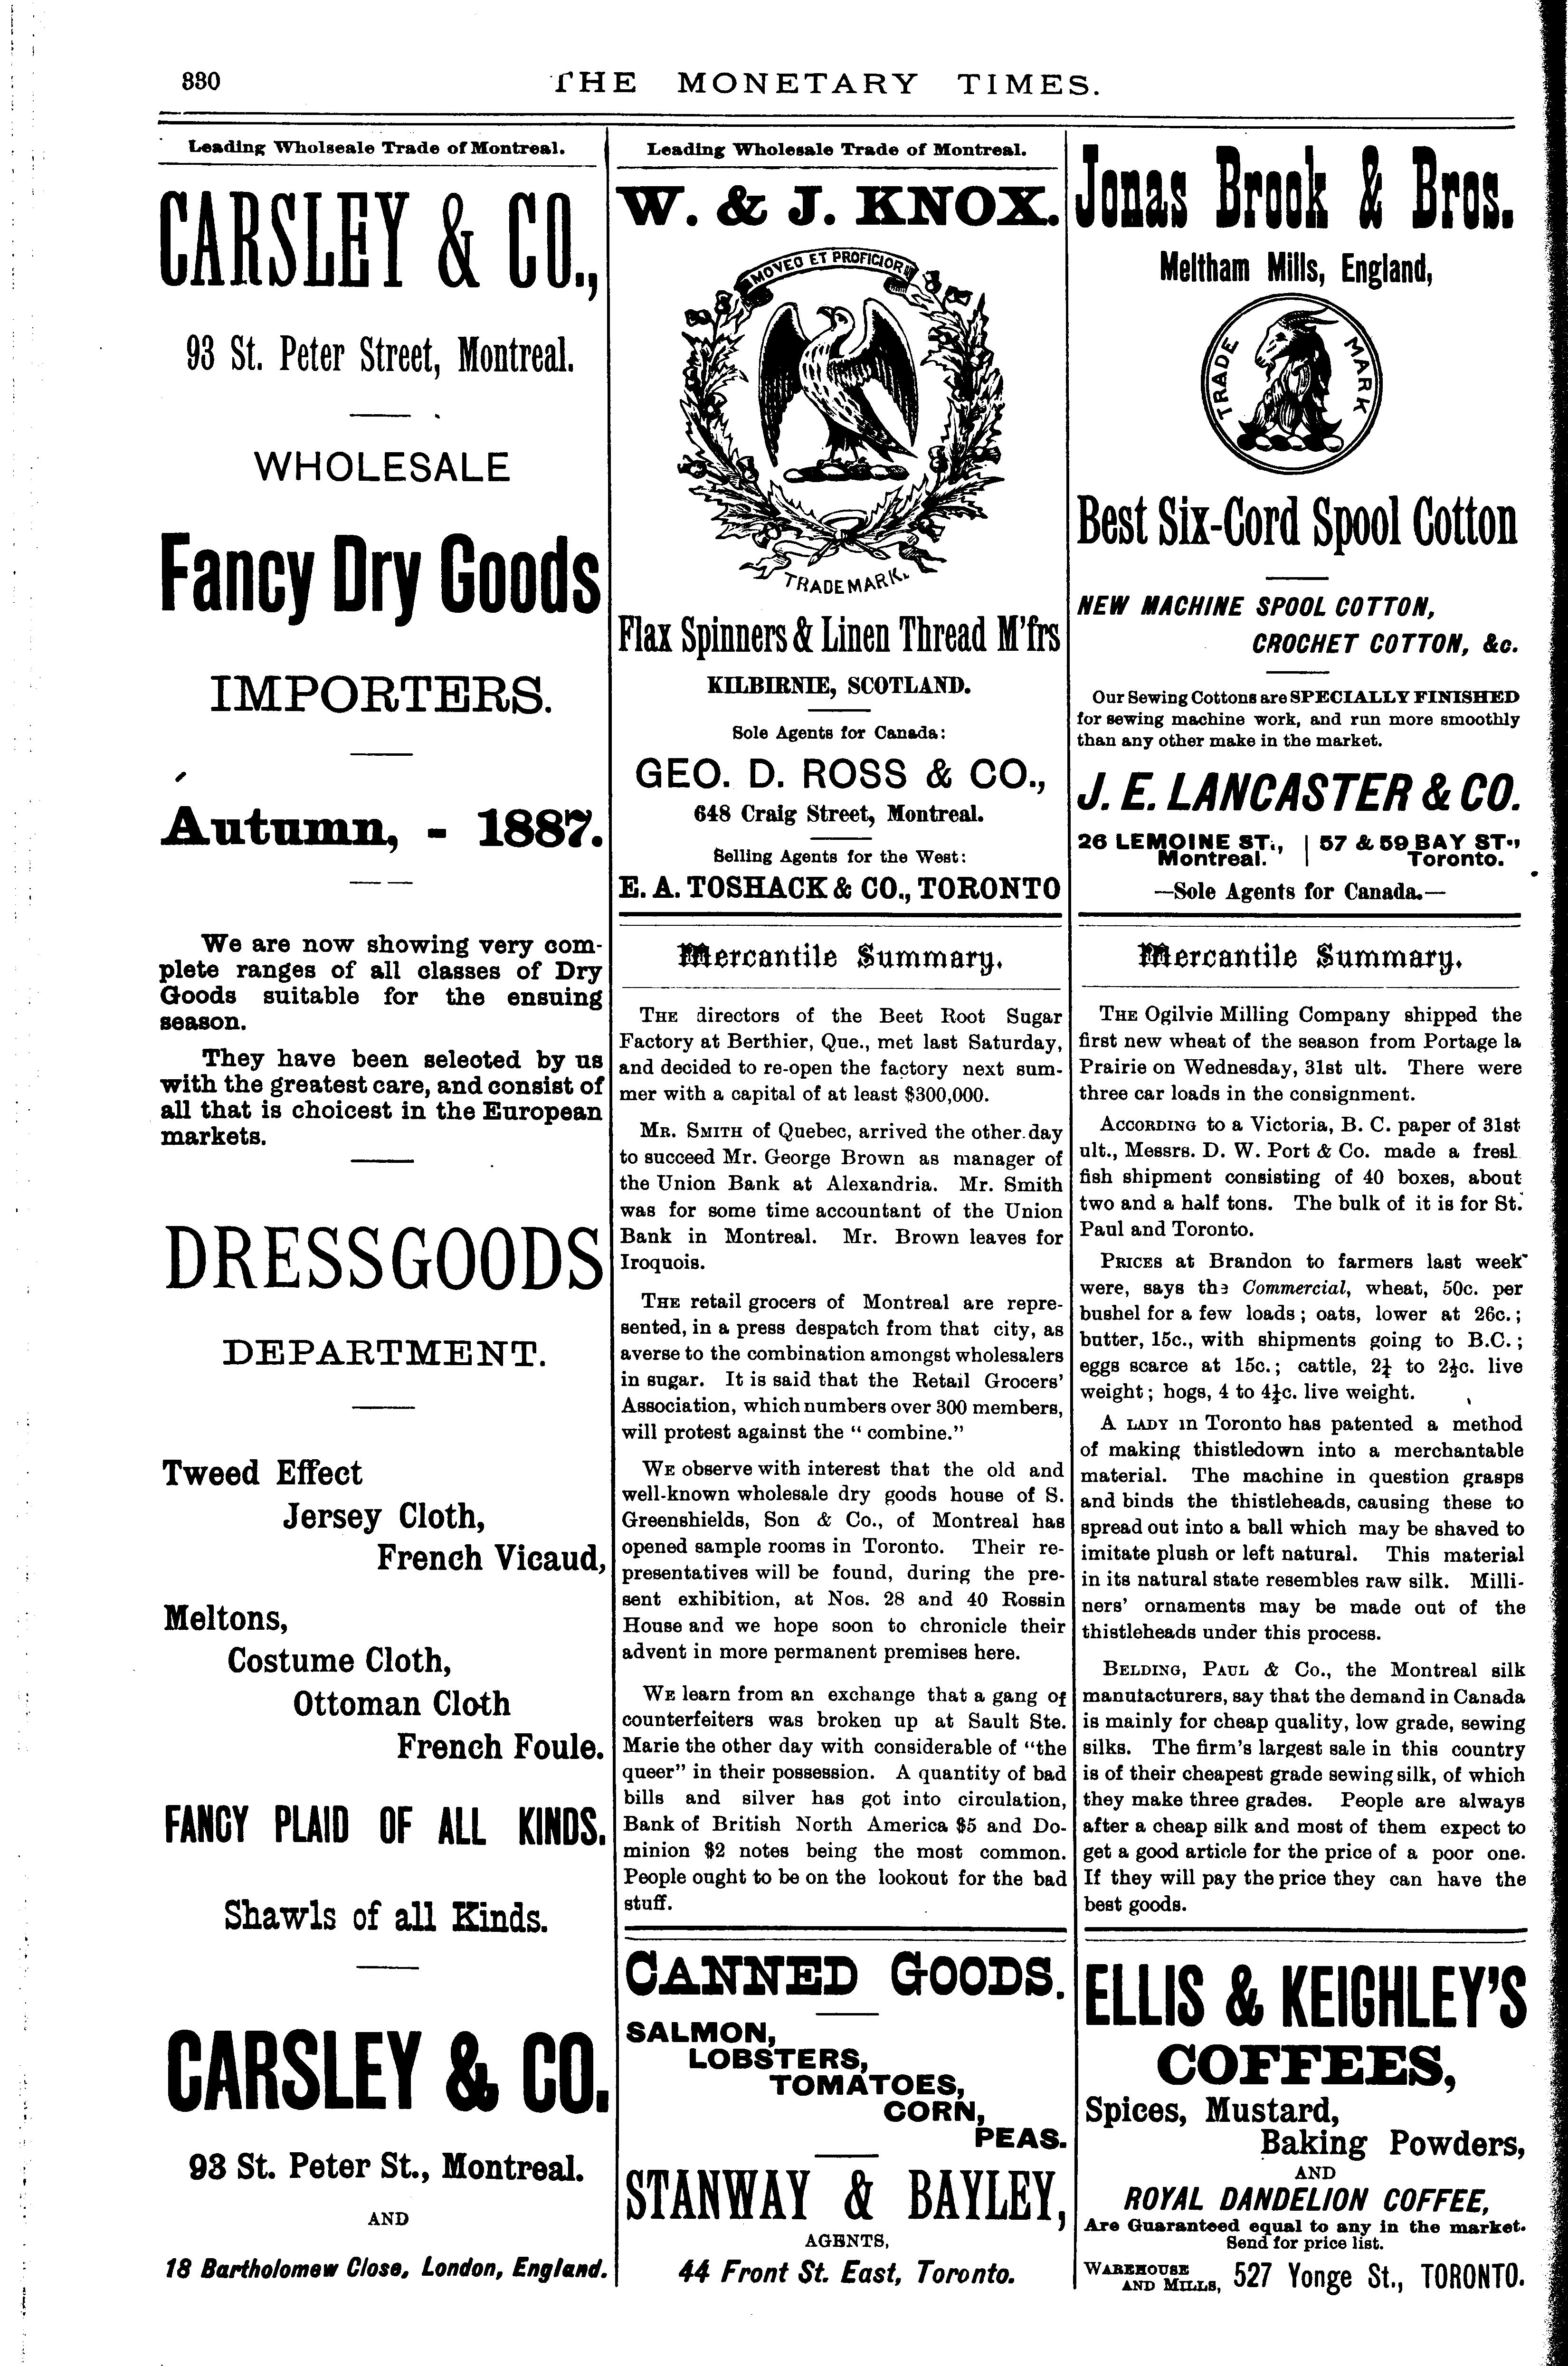 330
THE MONETARY TIMES.
Leading Wholseale Trade of Montreal.
CARSLEY & CO.,
93 St. Peter Street, Montreal.
WHOLESALE
Fancy Dry Goods
IMPORTERS.
Autumn, - 1887.
We are now showing very com-
plete ranges of all classes of Dry
Goods suitable for the ensuing
season.
They have been selected by us
with the greatest care, and consist of
all that is choicest in the European
markets.
DRESS GOODS
DEPARTMENT.
Tweed Effect
Jersey Cloth,
French Vicaud,
Meltons,
Costume Cloth,
Ottoman Cloth
French Foule.
FANCY PLAID OF ALL KINDS.
Shawls of all Kinds.
CARSLEY & CO.
93 St. Peter St., Montreal.
AND
18 Bartholomew Close, London, England.
Leading Wholesale Trade of Montreal.
W. & J. KNOX.
MOVEO ET PROFICIOR
TRADE MARK.
Flax Spinners & Linen Thread M'frs
KILBIRNIE, SCOTLAND.
Sole Agents for Canada:
GEO. D. ROSS & CO.,
648 Craig Street, Montreal.
Selling Agents for the West:
E. A. TOSHACK & CO., TORONTO
Mercantile Summary.
THE directors of the Beet Root Sugar
Factory at Berthier, Que., met last Saturday,
and decided to re-open the factory next sum-
mer with a capital of at least $300,000.
MR. SMITH of Quebec, arrived the other day
to succeed Mr. George Brown as manager of
the Union Bank at Alexandria. Mr. Smith
was for some time accountant of the Union
Bank in Montreal. Mr. Brown leaves for
Iroquois.
THE retail grocers of Montreal are repre-
sented, in a press despatch from that city, as
averse to the combination amongst wholesalers
in sugar. It is said that the Retail Grocers'
Association, which numbers over 300 members,
will protest against the "combine."
WE observe with interest that the old and
well-known wholesale dry goods house of S.
Greenshields, Son & Co., of Montreal has
opened sample rooms in Toronto. Their re-
presentatives will be found, during the pre-
sent exhibition, at Nos. 28 and 40 Rossin
House and we hope soon to chronicle their
advent in more permanent premises here.
WE learn from an exchange that a gang of
counterfeiters was broken up at Sault Ste.
Marie the other day with considerable of "the
queer" in their possession. A quantity of bad
bills and silver has got into circulation,
Bank of British North America $5 and Do-
minion $2 notes being the most common.
People ought to be on the lookout for the bad
stuff.
CANNED GOODS.
SALMON,
LOBSTERS,
TOMATOES,
CORN,
PEAS.
STANWAY & BAYLEY,
AGENTS,
44 Front St. East, Toronto.
Jonas Brook & Bros.
Meltham Mills, England,
TRADE MARK
Best Six-Cord Spool Cotton
NEW MACHINE SPOOL COTTON,
CROCHET COTTON, &c.
Our Sewing Cottons are SPECIALLY FINISHED
for sewing machine work, and run more smoothly
than any other make in the market.
J. E. LANCASTER & CO.
26 LEMOINE ST., | 57 & 59 BAY ST.,
Montreal. | Toronto.
—Sole Agents for Canada.—
Mercantile Summary.
THE Ogilvie Milling Company shipped the
first new wheat of the season from Portage la
Prairie on Wednesday, 31st ult. There were
three car loads in the consignment.
ACCORDING to a Victoria, B. C. paper of 31st
ult., Messrs. D. W. Port & Co. made a fresh
fish shipment consisting of 40 boxes, about
two and a half tons. The bulk of it is for St.
Paul and Toronto.
PRICES at Brandon to farmers last week
were, says the Commercial, wheat, 50c. per
bushel for a few loads; oats, lower at 26c.;
butter, 15c., with shipments going to B.C.;
eggs scarce at 15c.; cattle, 2¼ to 2½c. live
weight; hogs, 4 to 4½c. live weight.
A LADY in Toronto has patented a method
of making thistledown into a merchantable
material. The machine in question grasps
and binds the thistleheads, causing these to
spread out into a ball which may be shaved to
imitate plush or left natural. This material
in its natural state resembles raw silk. Milli-
ners' ornaments may be made out of the
thistleheads under this process.
BELDING, PAUL & Co., the Montreal silk
manufacturers, say that the demand in Canada
is mainly for cheap quality, low grade, sewing
silks. The firm's largest sale in this country
is of their cheapest grade sewing silk, of which
they make three grades. People are always
after a cheap silk and most of them expect to
get a good article for the price of a poor one.
If they will pay the price they can have the
best goods.
ELLIS & KEIGHLEY'S
COFFEES,
Spices, Mustard,
Baking Powders,
AND
ROYAL DANDELION COFFEE,
Are Guaranteed equal to any in the market.
Send for price list.
WAREHOUSE
AND MILLS, 527 Yonge St., TORONTO.